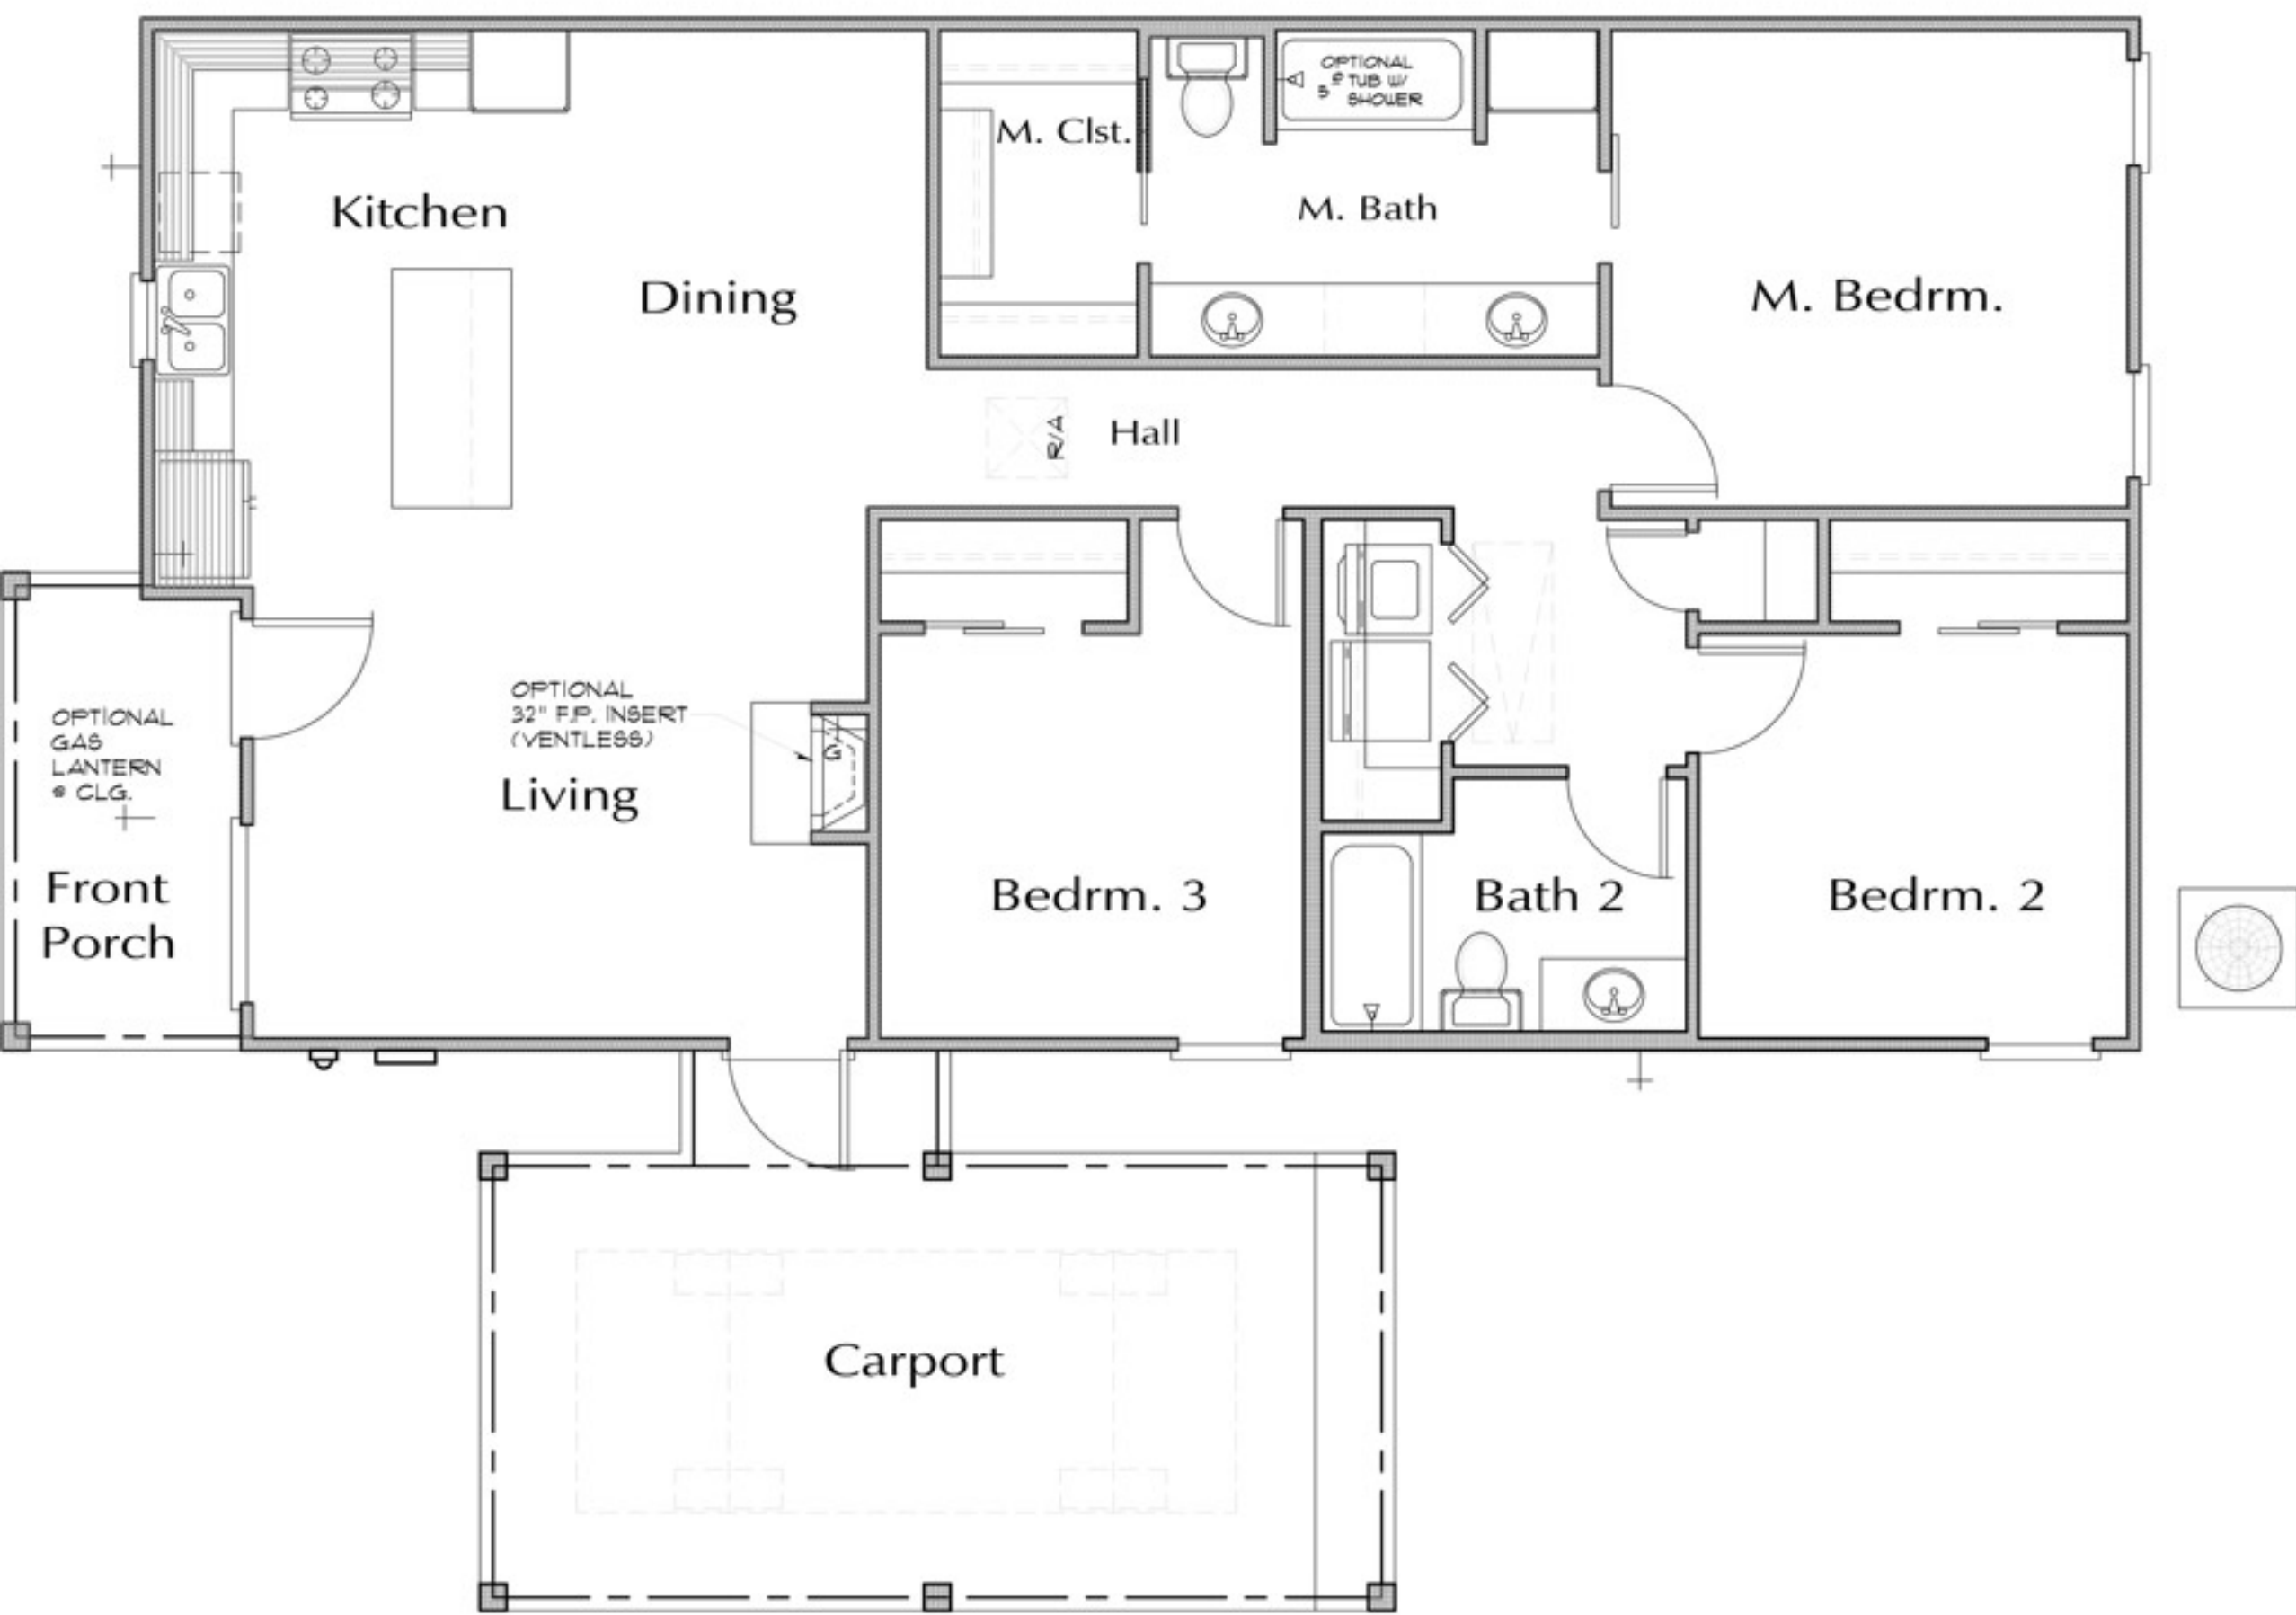 OPTIONAL
5⁰ TUB W/
SHOWER
M. Clst.
Kitchen
M. Bath
Dining
M. Bedrm.
R/A
Hall
OPTIONAL
32" F.P. INSERT
(VENTLESS)
G
OPTIONAL
GAS
LANTERN
@ CLG.
Living
Front
Porch
Bedrm. 3
Bath 2
Bedrm. 2
Carport